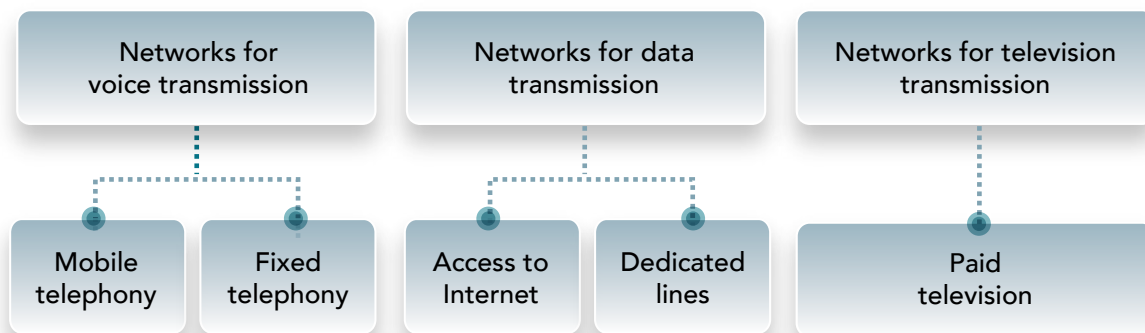 Networks for
voice transmission
Networks for data
transmission
Networks for television
transmission
Mobile
telephony
Fixed
telephony
Access to
Internet
Dedicated
lines
Paid
television